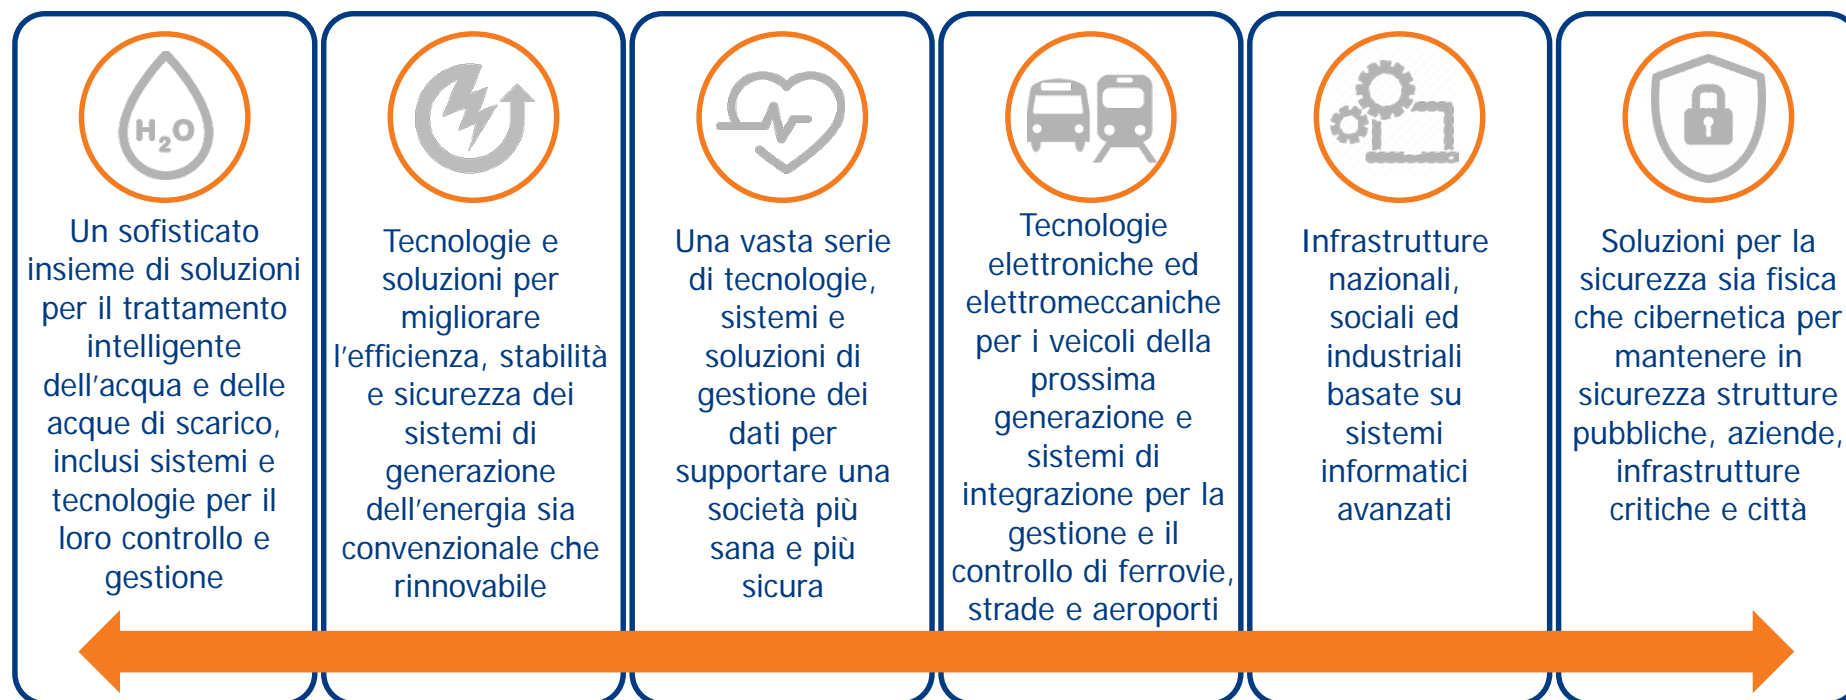 H2O
Un sofisticato
insieme di soluzioni
per il trattamento
intelligente
dell'acqua e delle
acque di scarico,
inclusi sistemi e
tecnologie per il
loro controllo e
gestione
Tecnologie e
soluzioni per
migliorare
l'efficienza, stabilità
e sicurezza dei
sistemi di
generazione
dell'energia sia
convenzionale che
rinnovabile
Una vasta serie
di tecnologie,
sistemi e
soluzioni di
gestione dei
dati per
supportare una
società più
sana e più
sicura
Tecnologie
elettroniche ed
elettromeccaniche
per i veicoli della
prossima
generazione e
sistemi di
integrazione per la
gestione e il
controllo di ferrovie,
strade e aeroporti
Infrastrutture
nazionali,
sociali ed
industriali
basate su
sistemi
informatici
avanzati
Soluzioni per la
sicurezza sia fisica
che cibernetica per
mantenere in
sicurezza strutture
pubbliche, aziende,
infrastrutture
critiche e città